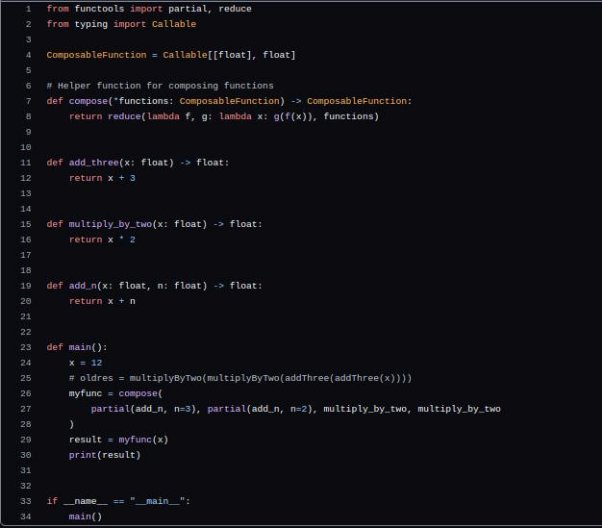 1 from functools import partial, reduce
2 from typing import Callable
3
4 ComposableFunction = Callable[[float], float]
5
6 # Helper function for composing functions
7 def compose(*functions: ComposableFunction) -> ComposableFunction:
8     return reduce(lambda f, g: lambda x: g(f(x)), functions)
9
10
11 def add_three(x: float) -> float:
12     return x + 3
13
14
15 def multiply_by_two(x: float) -> float:
16     return x * 2
17
18
19 def add_n(x: float, n: float) -> float:
20     return x + n
21
22
23 def main():
24     x = 12
25     # oldres = multiplyByTwo(multiplyByTwo(addThree(addThree(x))))
26     myfunc = compose(
27         partial(add_n, n=3), partial(add_n, n=2), multiply_by_two, multiply_by_two
28     )
29     result = myfunc(x)
30     print(result)
31
32
33 if __name__ == "__main__":
34     main()